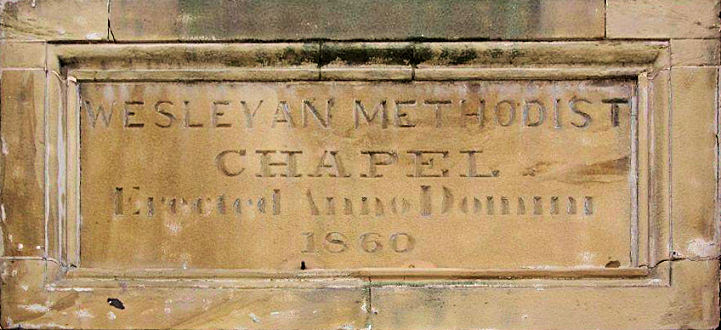 WESLEYAN METHODIST
CHAPEL
Erected Anno Domini
1860